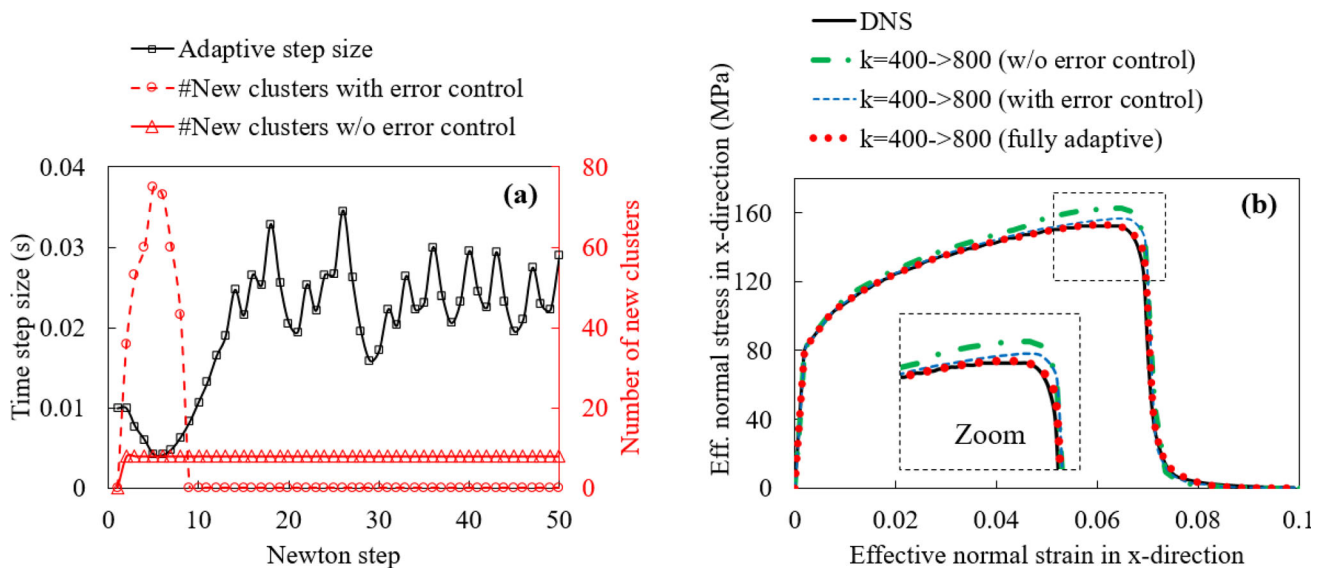 Adaptive step size
#New clusters with error control
#New clusters w/o error control
0.04
0.03
0.02
0.01
0
Time step size (s)
(a)
80
60
40
20
0
Number of new clusters
0
10
20
30
40
50
Newton step
DNS
k=400->800 (w/o error control)
k=400->800 (with error control)
k=400->800 (fully adaptive)
Eff. normal stress in x-direction (MPa)
160
120
80
40
0
(b)
Zoom
0
0.02
0.04
0.06
0.08
0.1
Effective normal strain in x-direction